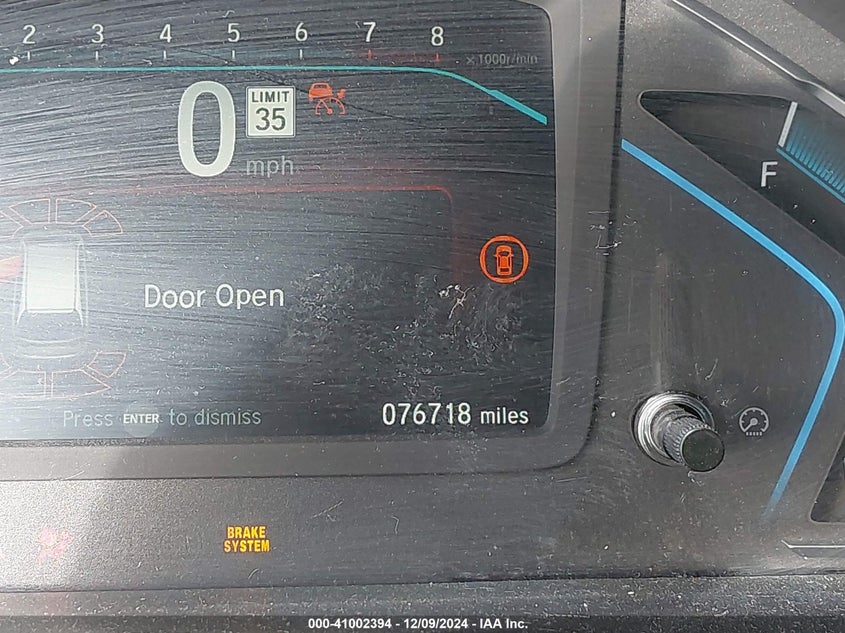 2 3 4 5 6 7 8
×1000r/min
0 mph
LIMIT
35
F
Door Open
Press ENTER to dismiss
076718 miles
BRAKE
SYSTEM
000-41002394 - 12/09/2024 - IAA Inc.